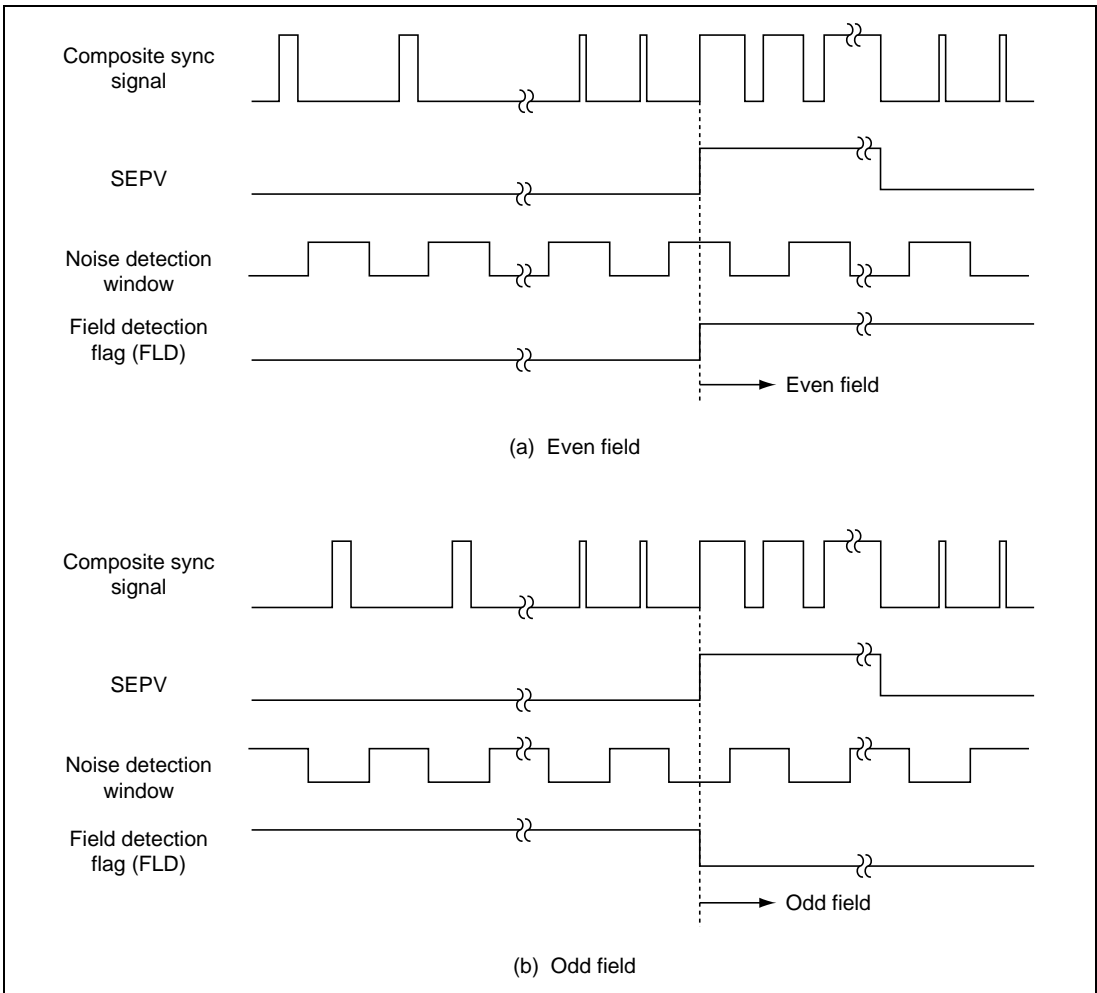 Composite sync
signal
SEPV
Noise detection
window
Field detection
flag (FLD)
Even field
(a) Even field
Composite sync
signal
SEPV
Noise detection
window
Field detection
flag (FLD)
Odd field
(b) Odd field